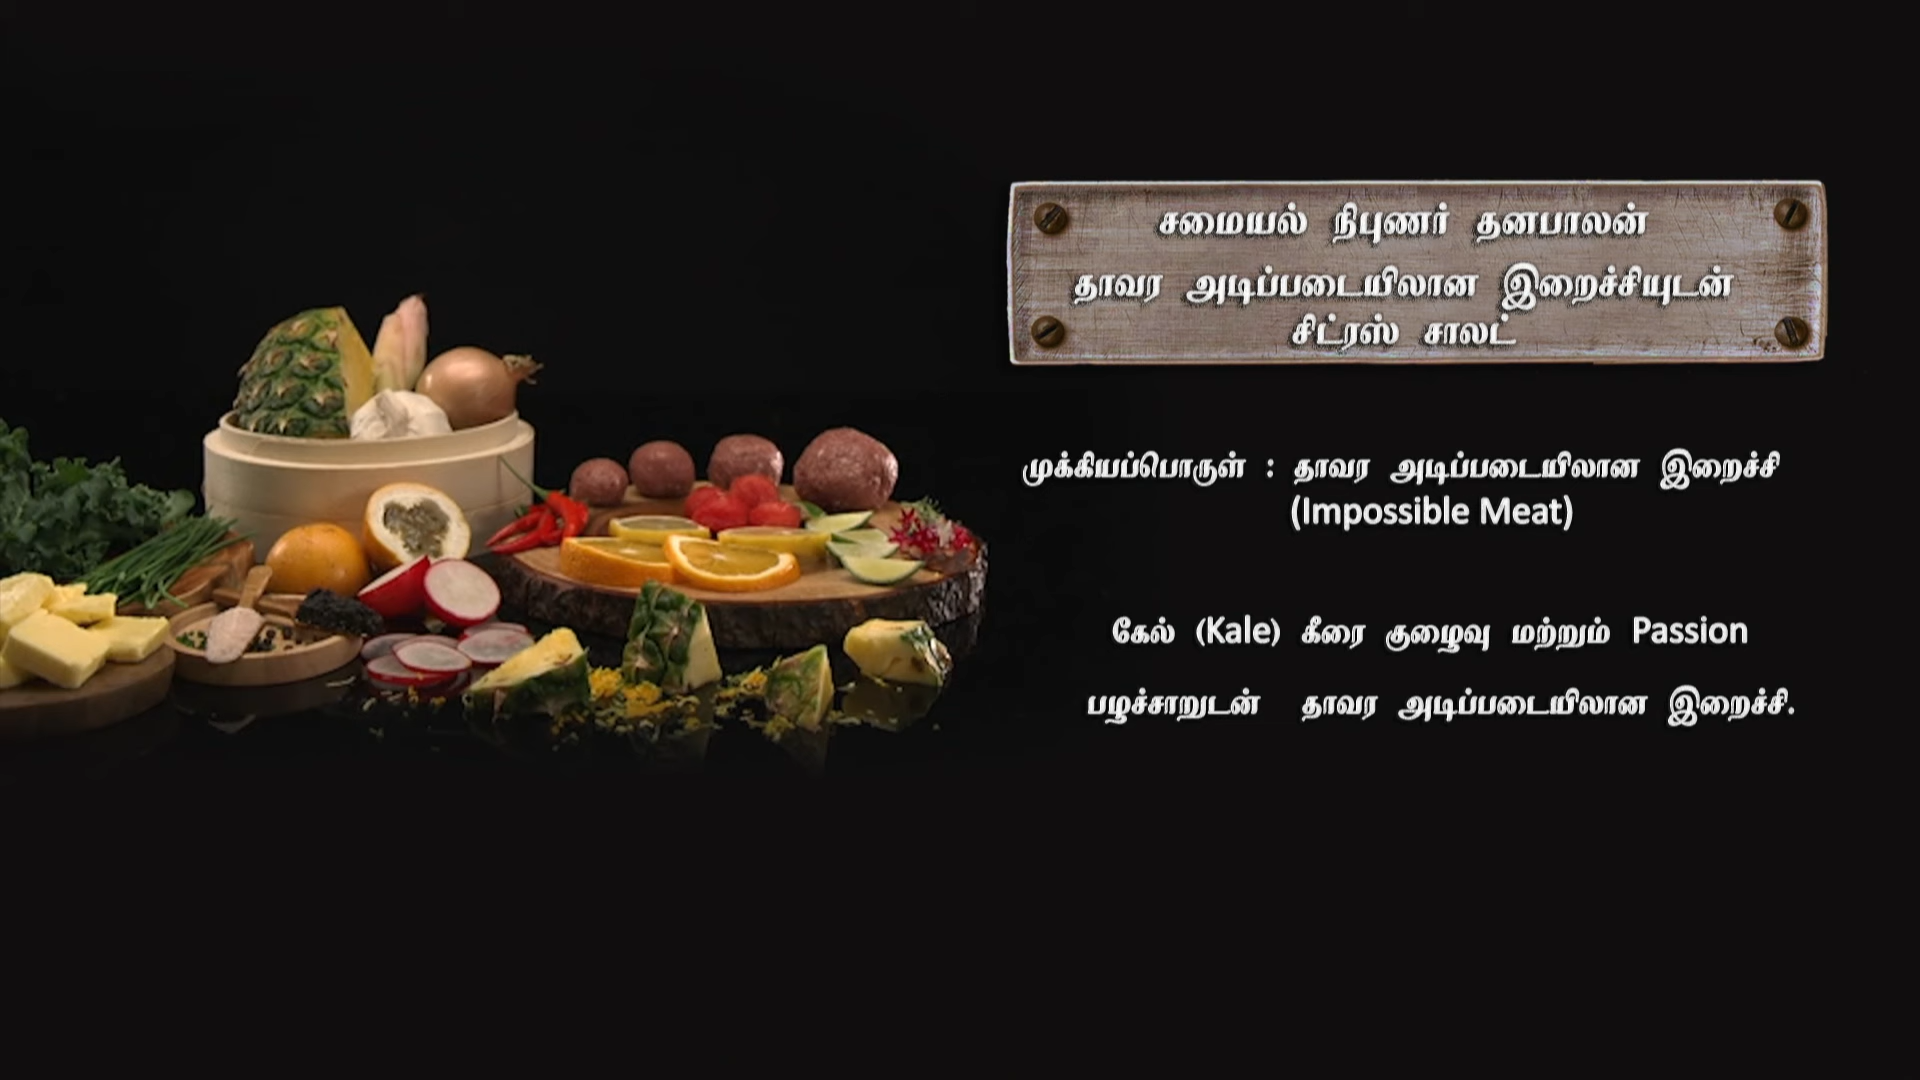 சமையல் நிபுணர் தனபாலன்
தாவர அடிப்படையிலான இறைச்சியுடன்
சிட்ரஸ் சாலட்
முக்கியப்பொருள் : தாவர அடிப்படையிலான இறைச்சி
(Impossible Meat)
கேல் (Kale) கீரை குழைவு மற்றும் Passion
பழச்சாறுடன் தாவர அடிப்படையிலான இறைச்சி.